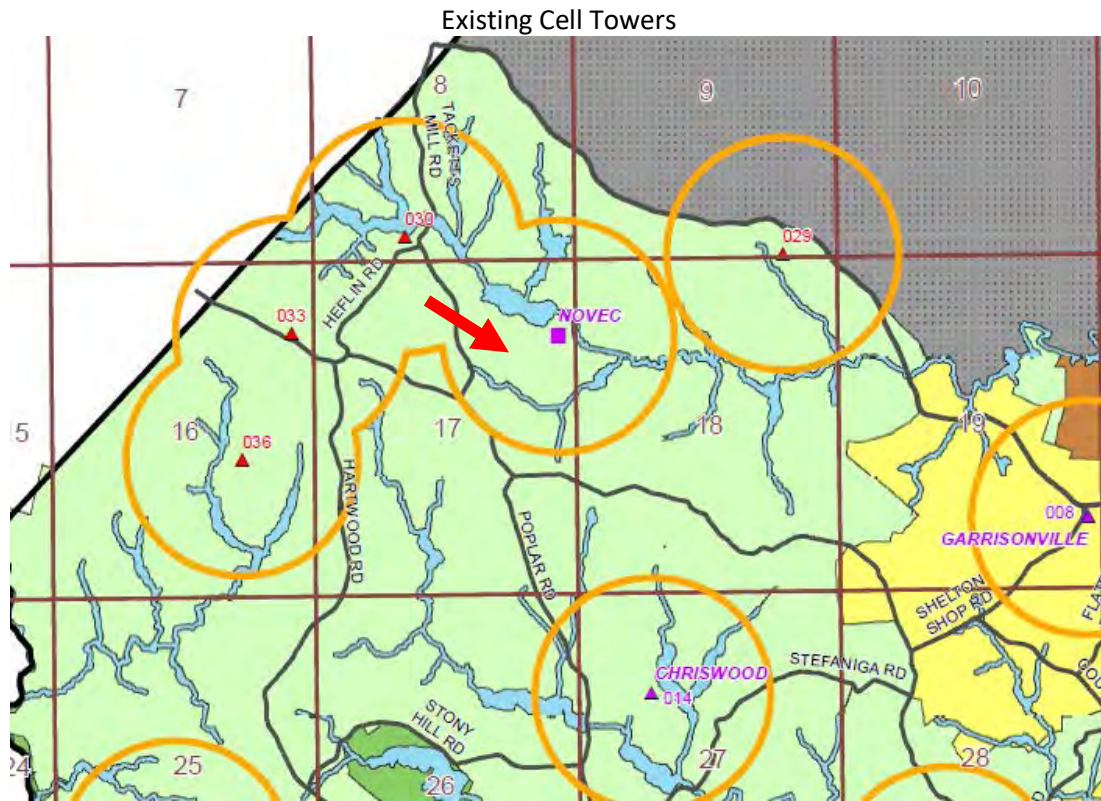 Existing Cell Towers
7
8
9
10
TACKETTS
MILL RD
030
029
HEFLIN RD
NOVEC
033
5
16
17
18
19
036
HARTWOOD RD
POPLAR RD
008
GARRISONVILLE
SHELTON
SHOP RD
CHRISWOOD
014
STEFANIGA RD
STONY
HILL RD
24
25
26
27
28